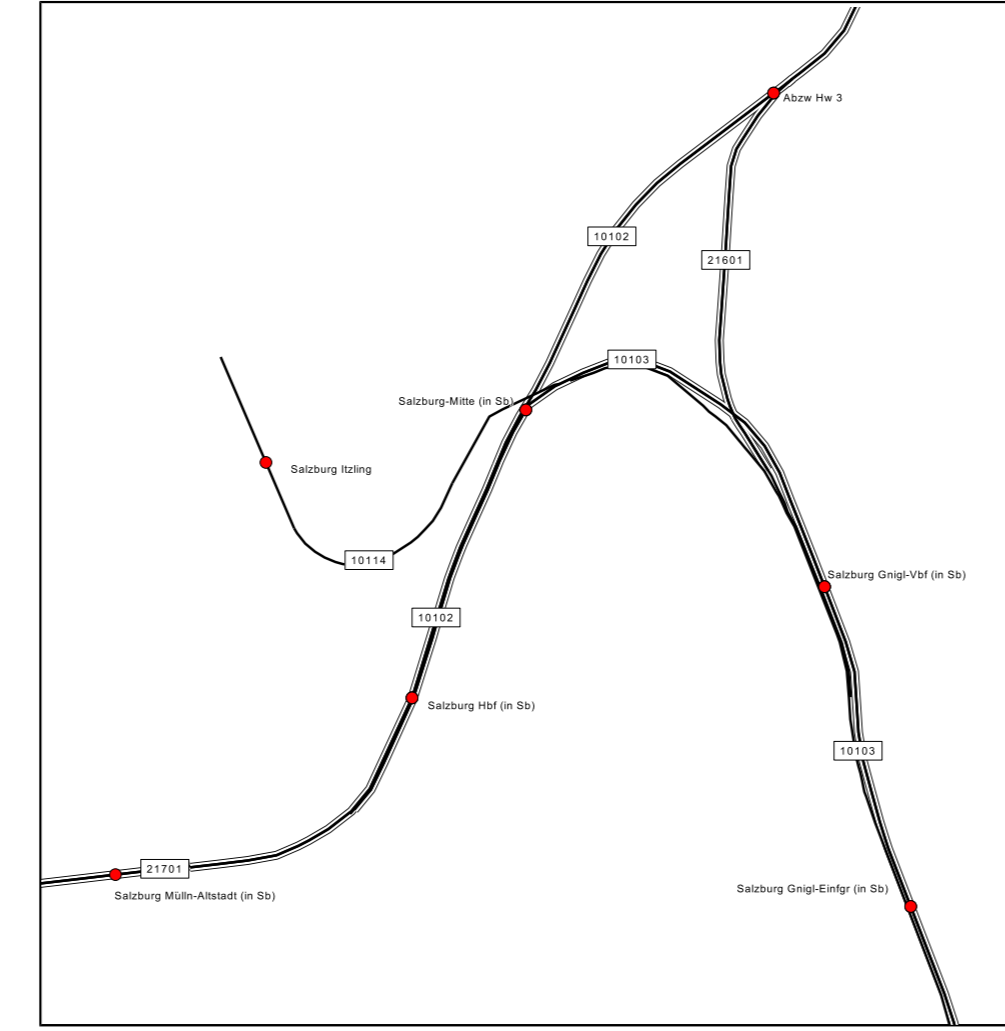 Abzw Hw 3
10102
21601
10103
Salzburg-Mitte (in Sb)
Salzburg Itzling
10114
Salzburg Gnigl-Vbf (in Sb)
10102
Salzburg Hbf (in Sb)
10103
21701
Salzburg Mülln-Altstadt (in Sb)
Salzburg Gnigl-Einfgr (in Sb)